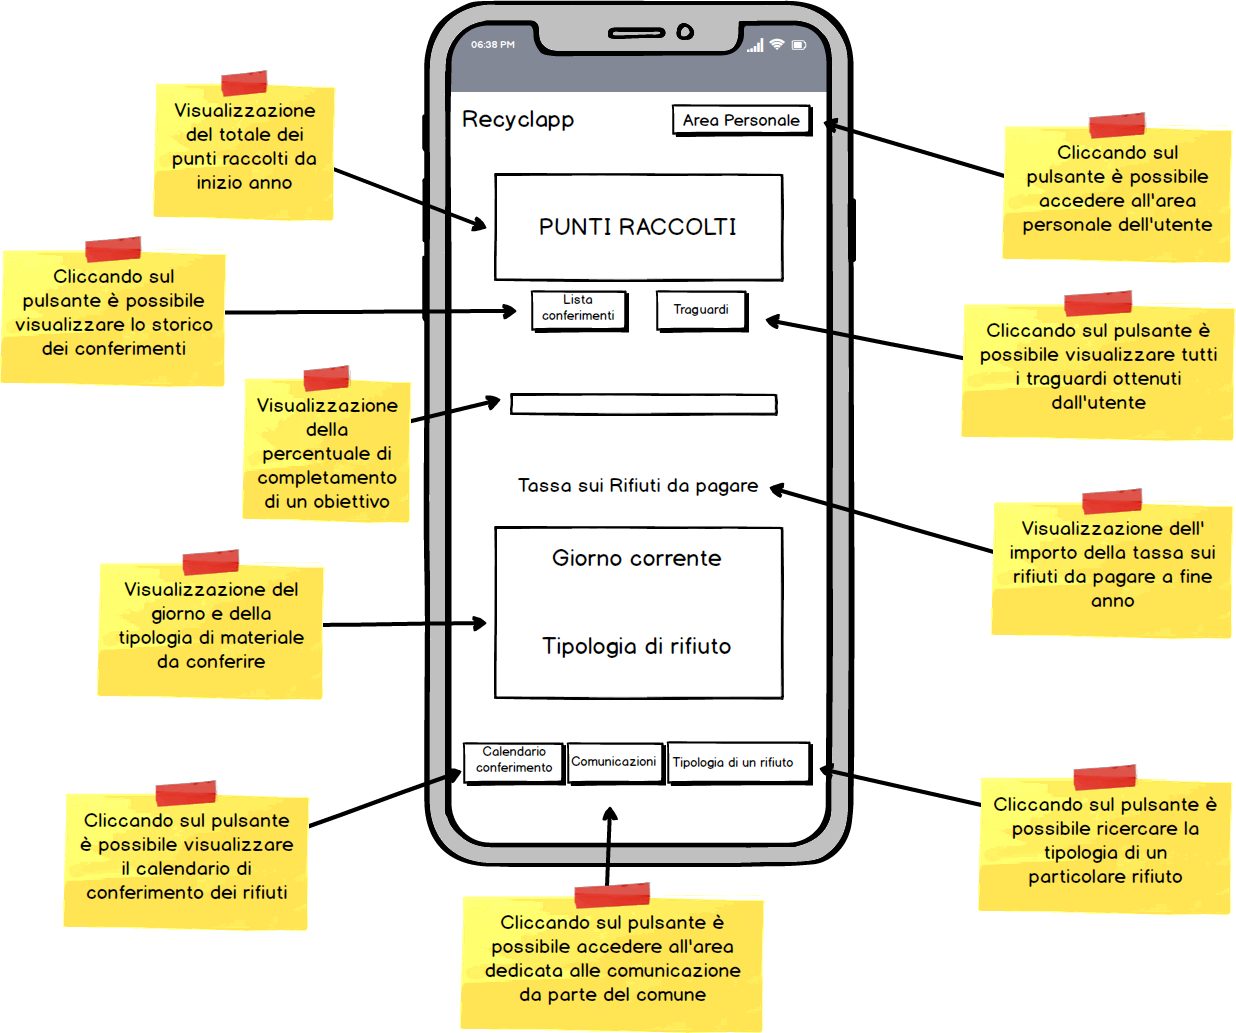 06:38 PM
Recyclapp
Area Personale
Visualizzazione
del totale dei
punti raccolti da
inizio anno
Cliccando sul
pulsante è possibile
accedere all'area
personale dell'utente
PUNTI RACCOLTI
Cliccando sul
pulsante è possibile
visualizzare lo storico
dei conferimenti
Lista
conferimenti
Traguardi
Cliccando sul pulsante è
possibile visualizzare tutti
i traguardi ottenuti
dall'utente
Visualizzazione
della
percentuale di
completamento
di un obiettivo
Tassa sui Rifiuti da pagare
Visualizzazione dell'
importo della tassa sui
rifiuti da pagare a fine
anno
Giorno corrente
Tipologia di rifiuto
Visualizzazione del
giorno e della
tipologia di materiale
da conferire
Calendario
conferimento
Comunicazioni
Tipologia di un rifiuto
Cliccando sul pulsante
è possibile visualizzare
il calendario di
conferimento dei rifiuti
Cliccando sul pulsante è
possibile ricercare la
tipologia di un
particolare rifiuto
Cliccando sul pulsante è
possibile accedere all'area
dedicata alle comunicazione
da parte del comune